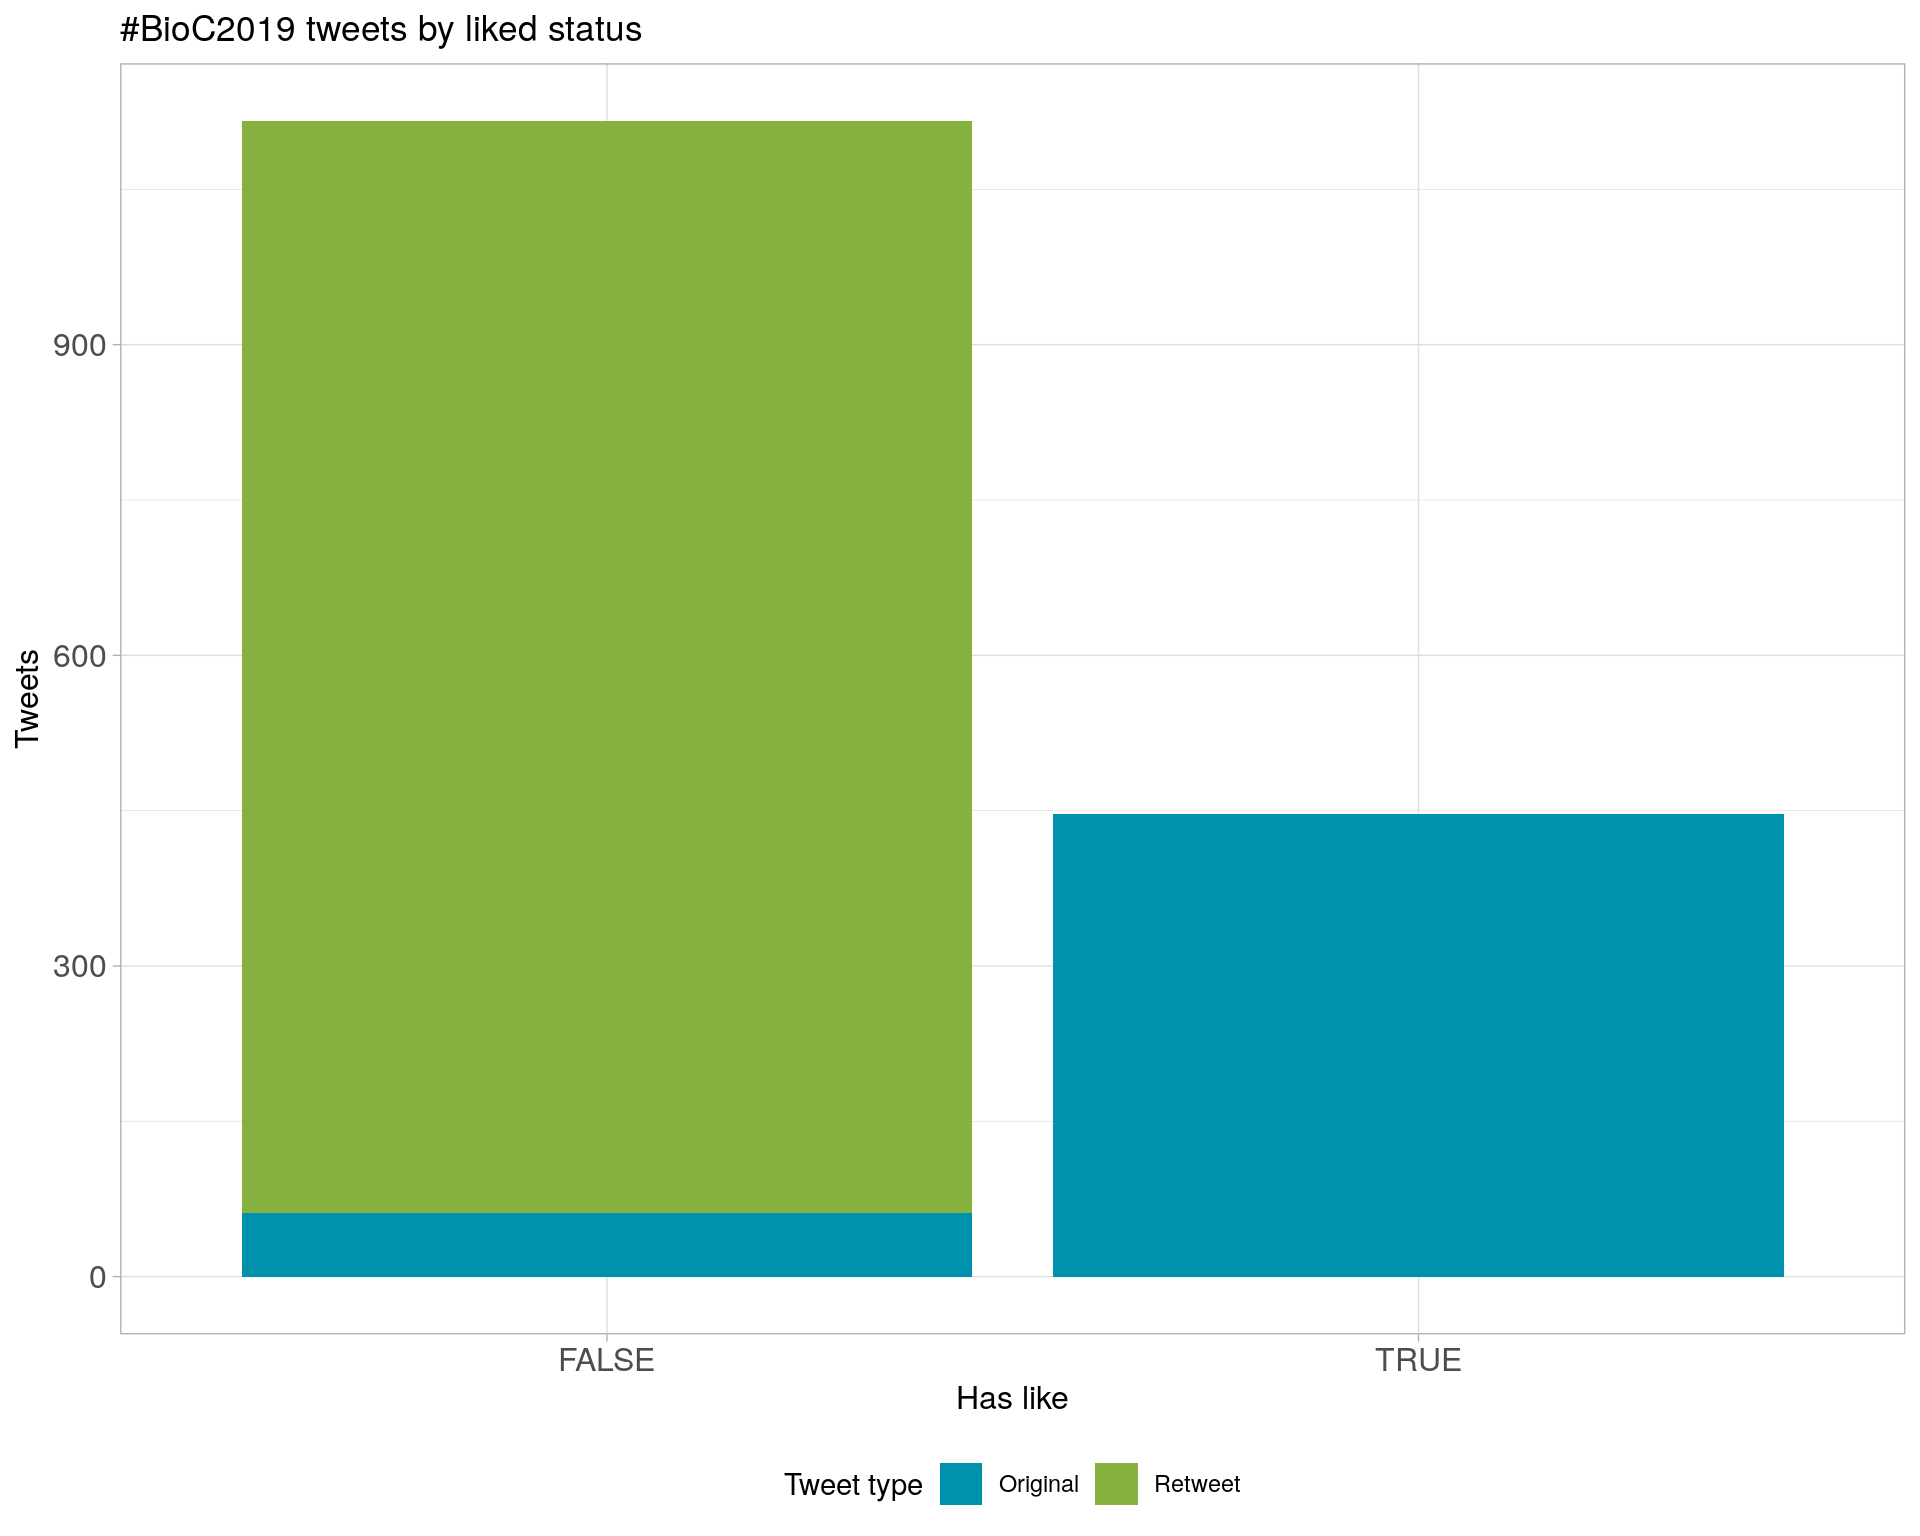 #BioC2019 tweets by liked status
Tweets
900
600
300
0
FALSE
TRUE
Has like
Tweet type
Original
Retweet